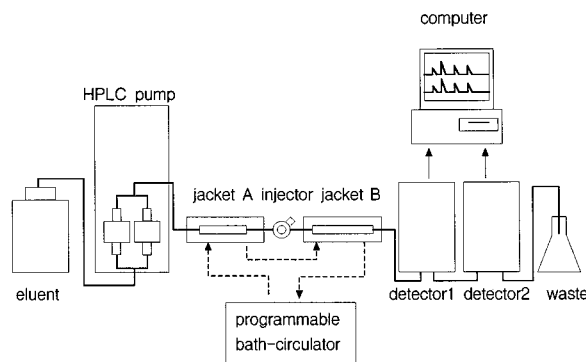 computer
HPLC pump
jacket A injector jacket B
eluent
detector1 detector2 waste
programmable
bath-circulator